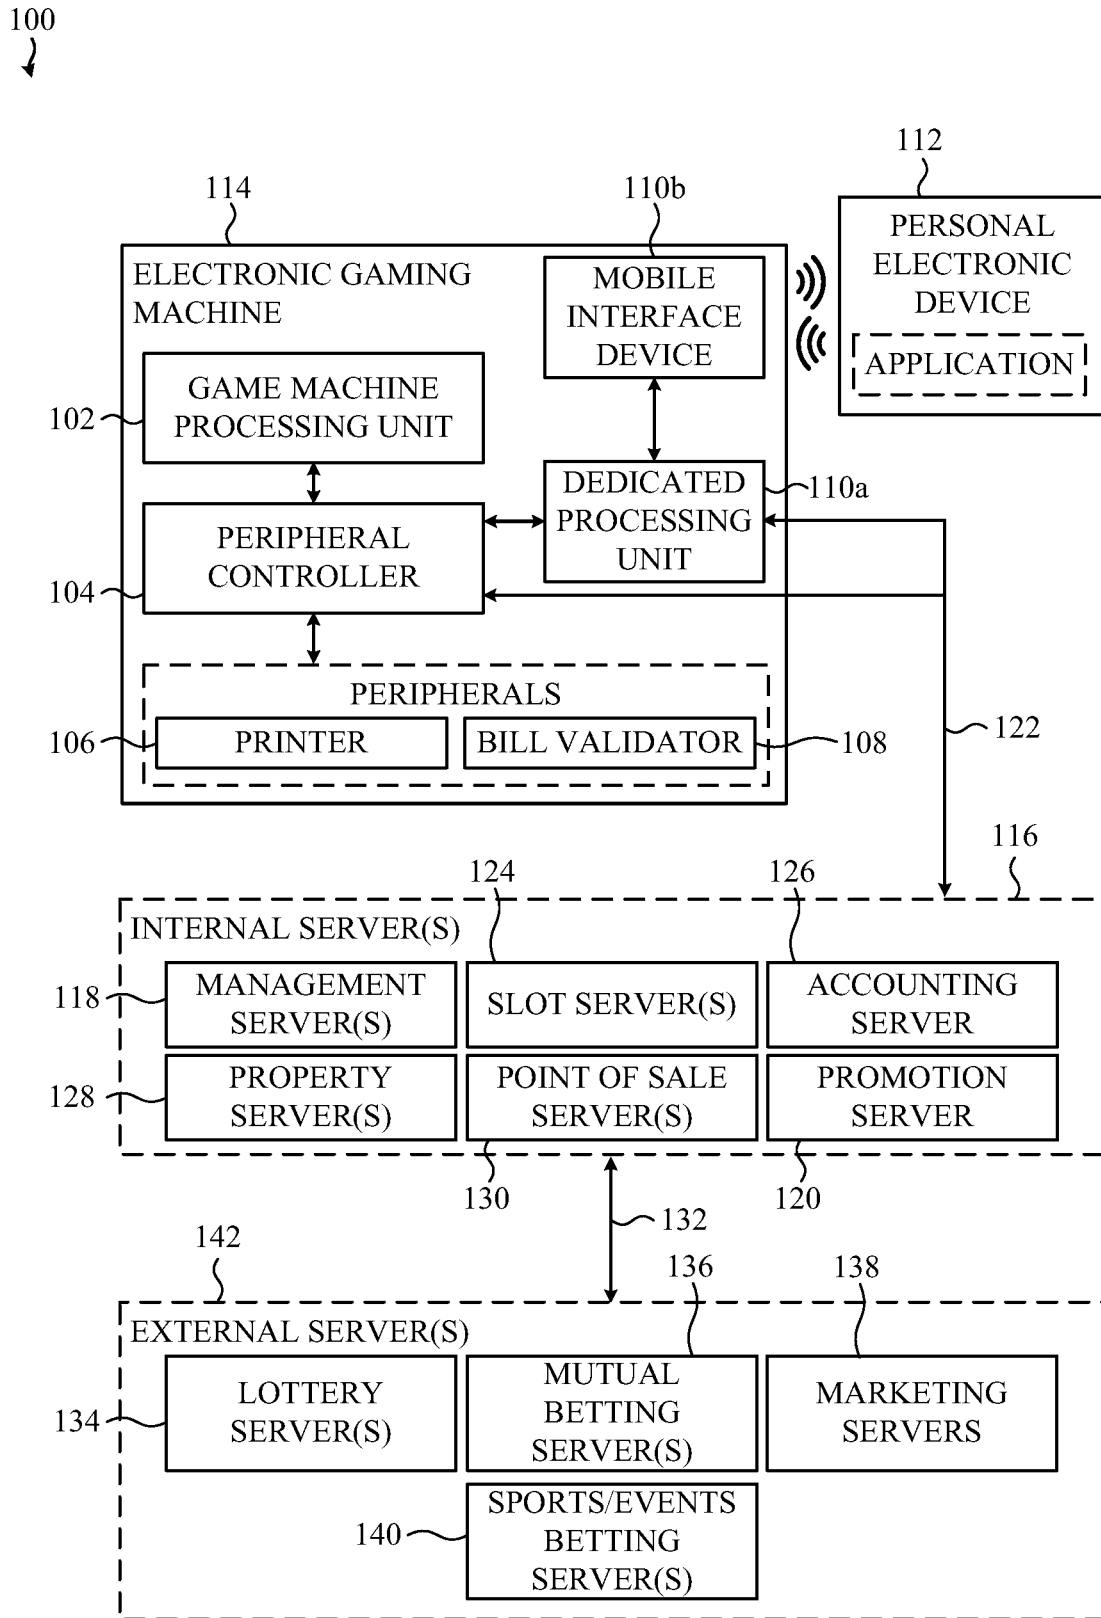 100
112
114
110b
PERSONAL
ELECTRONIC
DEVICE
APPLICATION
ELECTRONIC GAMING
MACHINE
MOBILE
INTERFACE
DEVICE
GAME MACHINE
PROCESSING UNIT
102
DEDICATED
PROCESSING
UNIT
110a
PERIPHERAL
CONTROLLER
104
PERIPHERALS
106
PRINTER
BILL VALIDATOR
108
122
116
124
126
INTERNAL SERVER(S)
118
MANAGEMENT
SERVER(S)
SLOT SERVER(S)
ACCOUNTING
SERVER
128
PROPERTY
SERVER(S)
POINT OF SALE
SERVER(S)
PROMOTION
SERVER
130
120
132
142
136
138
EXTERNAL SERVER(S)
134
LOTTERY
SERVER(S)
MUTUAL
BETTING
SERVER(S)
MARKETING
SERVERS
140
SPORTS/EVENTS
BETTING
SERVER(S)